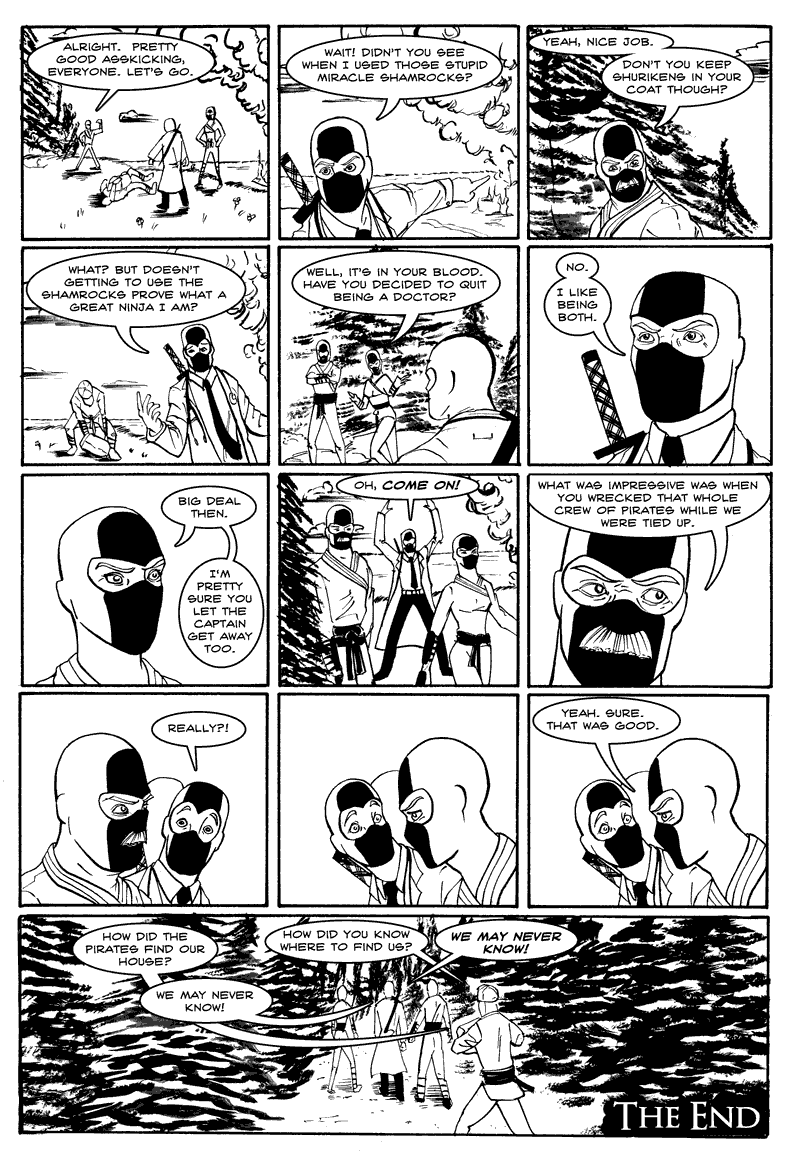 ALRIGHT. PRETTY
GOOD ASSKICKING,
EVERYONE. LET'S GO.
WAIT! DIDN'T YOU SEE
WHEN I USED THOSE STUPID
MIRACLE SHAMROCKS?
YEAH, NICE JOB.
DON'T YOU KEEP
SHURIKENS IN YOUR
COAT THOUGH?
WHAT? BUT DOESN'T
GETTING TO USE THE
SHAMROCKS PROVE WHAT A
GREAT NINJA I AM?
WELL, IT'S IN YOUR BLOOD.
HAVE YOU DECIDED TO QUIT
BEING A DOCTOR?
NO.
I LIKE
BEING
BOTH.
BIG DEAL
THEN.
I'M
PRETTY
SURE YOU
LET THE
CAPTAIN
GET AWAY
TOO.
OH, COME ON!
WHAT WAS IMPRESSIVE WAS WHEN
YOU WRECKED THAT WHOLE
CREW OF PIRATES WHILE WE
WERE TIED UP.
REALLY?!
YEAH. SURE.
THAT WAS GOOD.
HOW DID THE
PIRATES FIND OUR
HOUSE?
WE MAY NEVER
KNOW!
HOW DID YOU KNOW
WHERE TO FIND US?
WE MAY NEVER
KNOW!
THE END